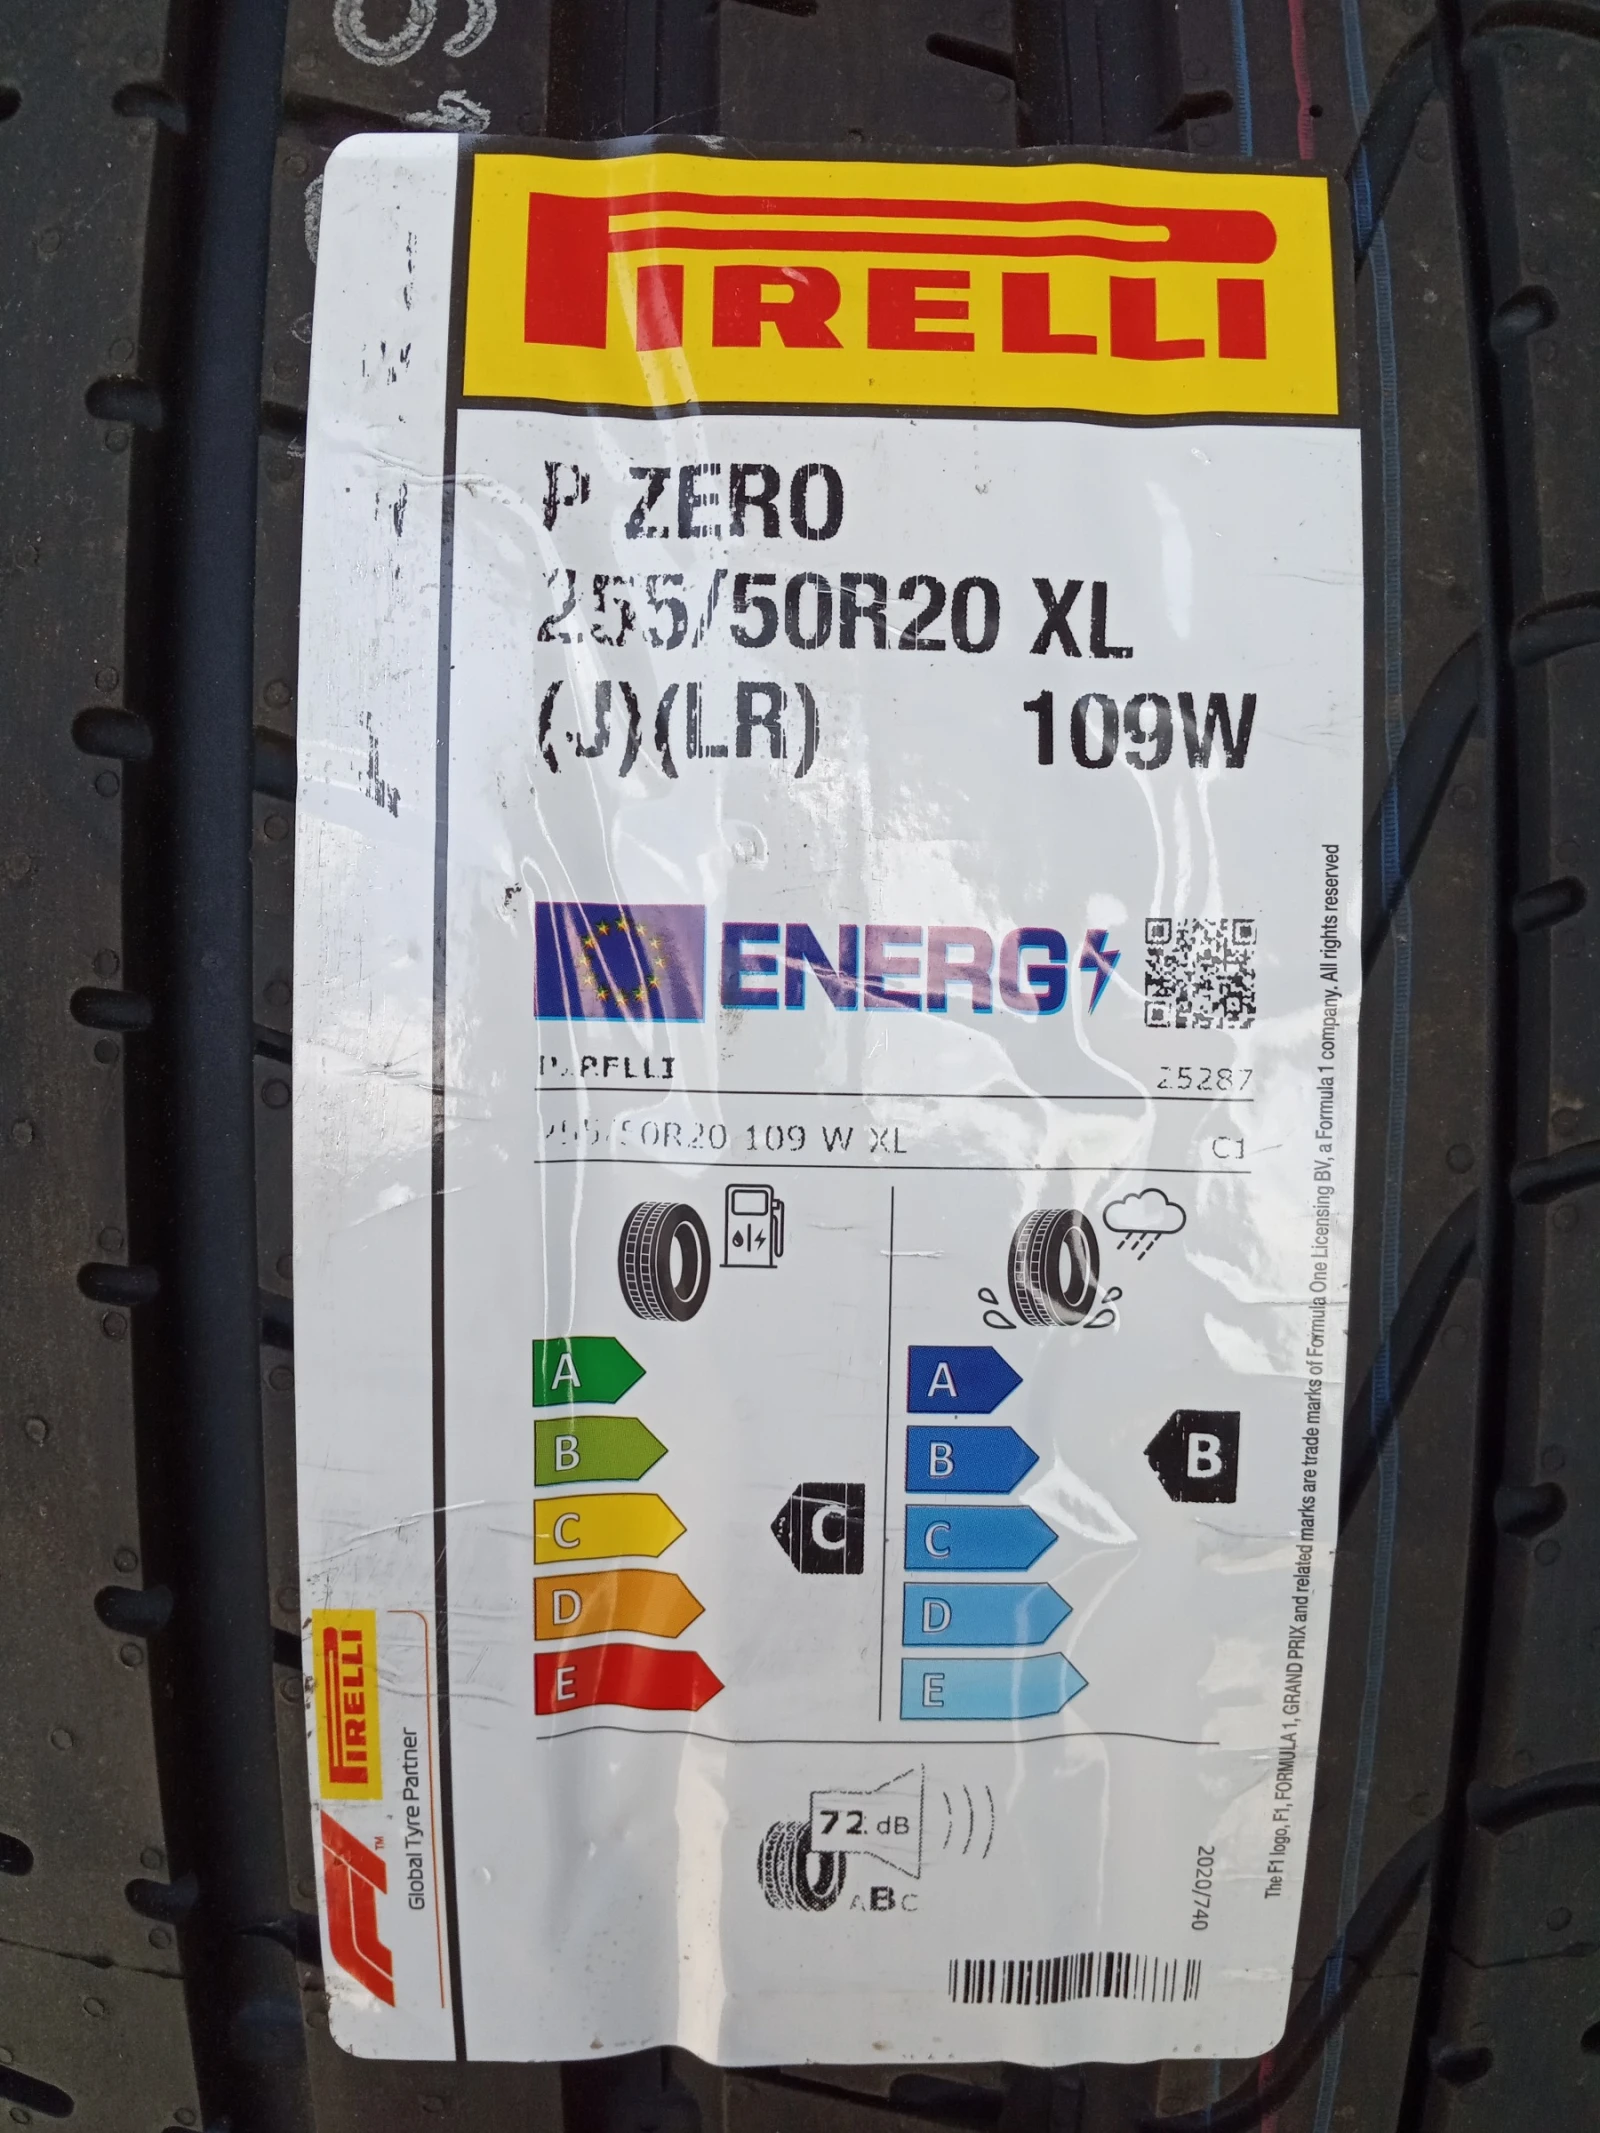 PIRELLI
P ZERO
255/50R20 XL
(J)(LR) 109W
ENERG
PIRELLI 25287
255/50R20 109 W XL C1
A
B
C
D
E
C
A
B
C
D
E
B
72 dB
ABC
2020/740
The F1 logo, F1, FORMULA 1, GRAND PRIX and related marks are trade marks of Formula One Licensing BV, a Formula 1 company. All rights reserved
PIRELLI
F1™
Global Tyre Partner